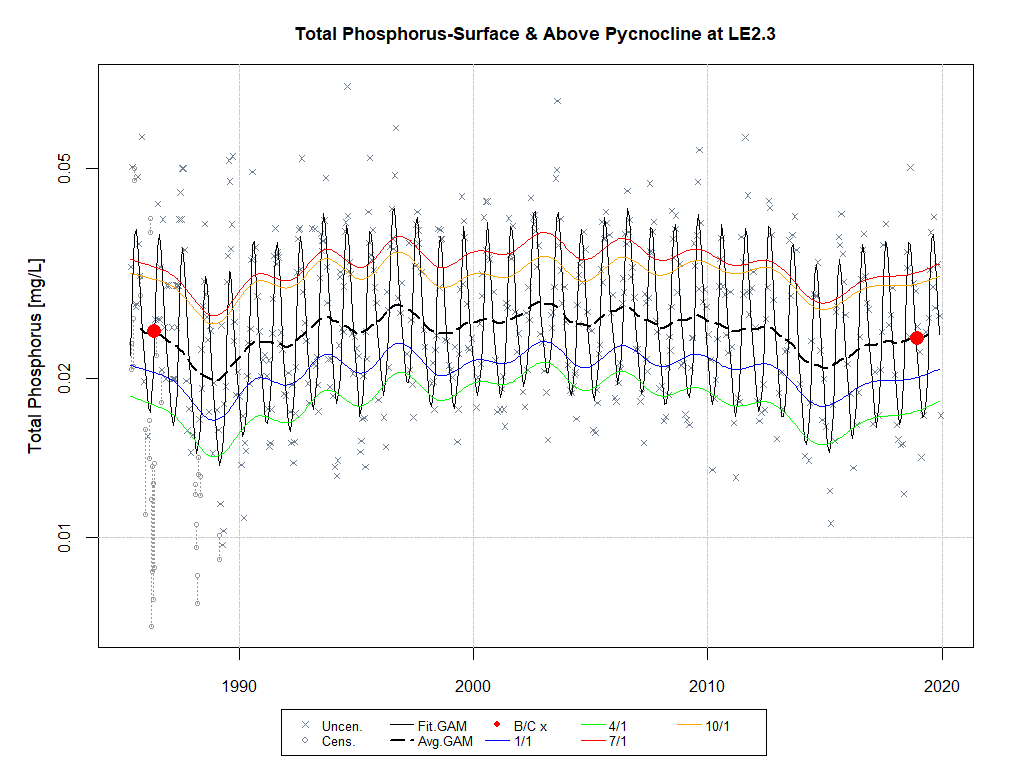 Total Phosphorus-Surface & Above Pycnocline at LE2.3
Total Phosphorus [mg/L]
0.05
0.02
0.01
1990 2000 2010 2020
Uncen. Fit.GAM B/C x 4/1 10/1
Cens. Avg.GAM 1/1 7/1